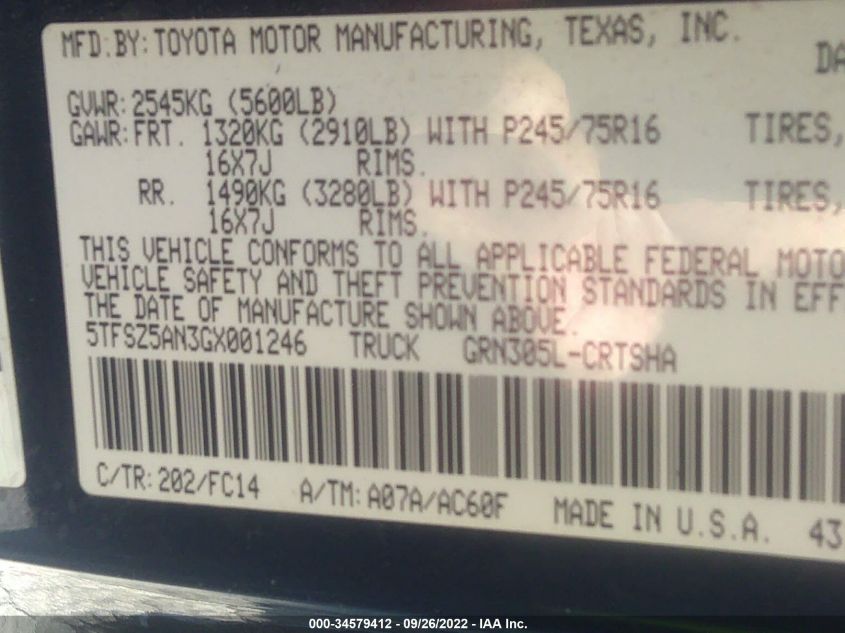 MFD.BY: TOYOTA MOTOR MANUFACTURING, TEXAS, INC.
DA
GVWR: 2545KG (5600LB)
GAWR: FRT. 1320KG (2910LB) WITH P245/75R16 TIRES,
16X7J RIMS.
RR. 1490KG (3280LB) WITH P245/75R16 TIRES,
16X7J RIMS.
THIS VEHICLE CONFORMS TO ALL APPLICABLE FEDERAL MOTO
VEHICLE SAFETY AND THEFT PREVENTION STANDARDS IN EFF
THE DATE OF MANUFACTURE SHOWN ABOVE.
5TFSZ5AN3GX001246 TRUCK GRN305L-CRTSHA
C/TR: 202/FC14 A/TM: A07A/AC60F MADE IN U.S.A. 43
000-34579412 - 09/26/2022 - IAA Inc.